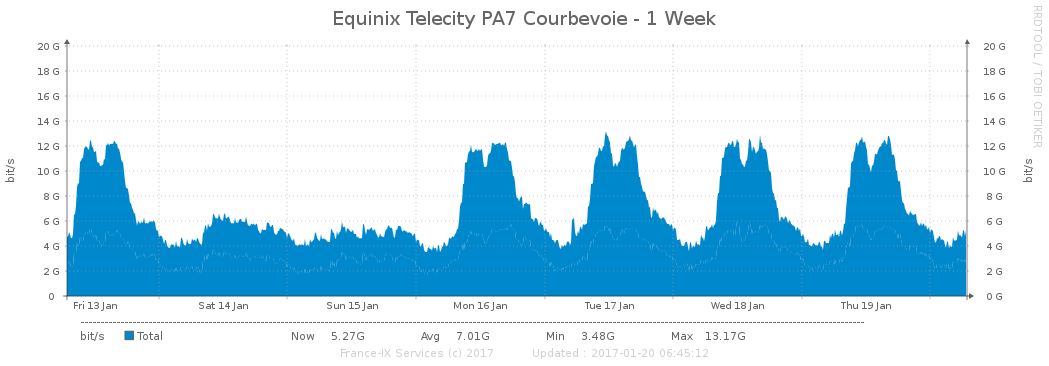 Equinix Telecity PA7 Courbevoie - 1 Week
RRDTOOL / TOBI OETIKER
bit/s
20 G 20 G
18 G 18 G
16 G 16 G
14 G 14 G
12 G 12 G
10 G 10 G
8 G 8 G
6 G 6 G
4 G 4 G
2 G 2 G
0 0 G
bit/s
Fri 13 Jan Sat 14 Jan Sun 15 Jan Mon 16 Jan Tue 17 Jan Wed 18 Jan Thu 19 Jan
bit/s Total Now 5.27G Avg 7.01G Min 3.48G Max 13.17G
France-IX Services (c) 2017 Updated : 2017-01-20 06:45:12